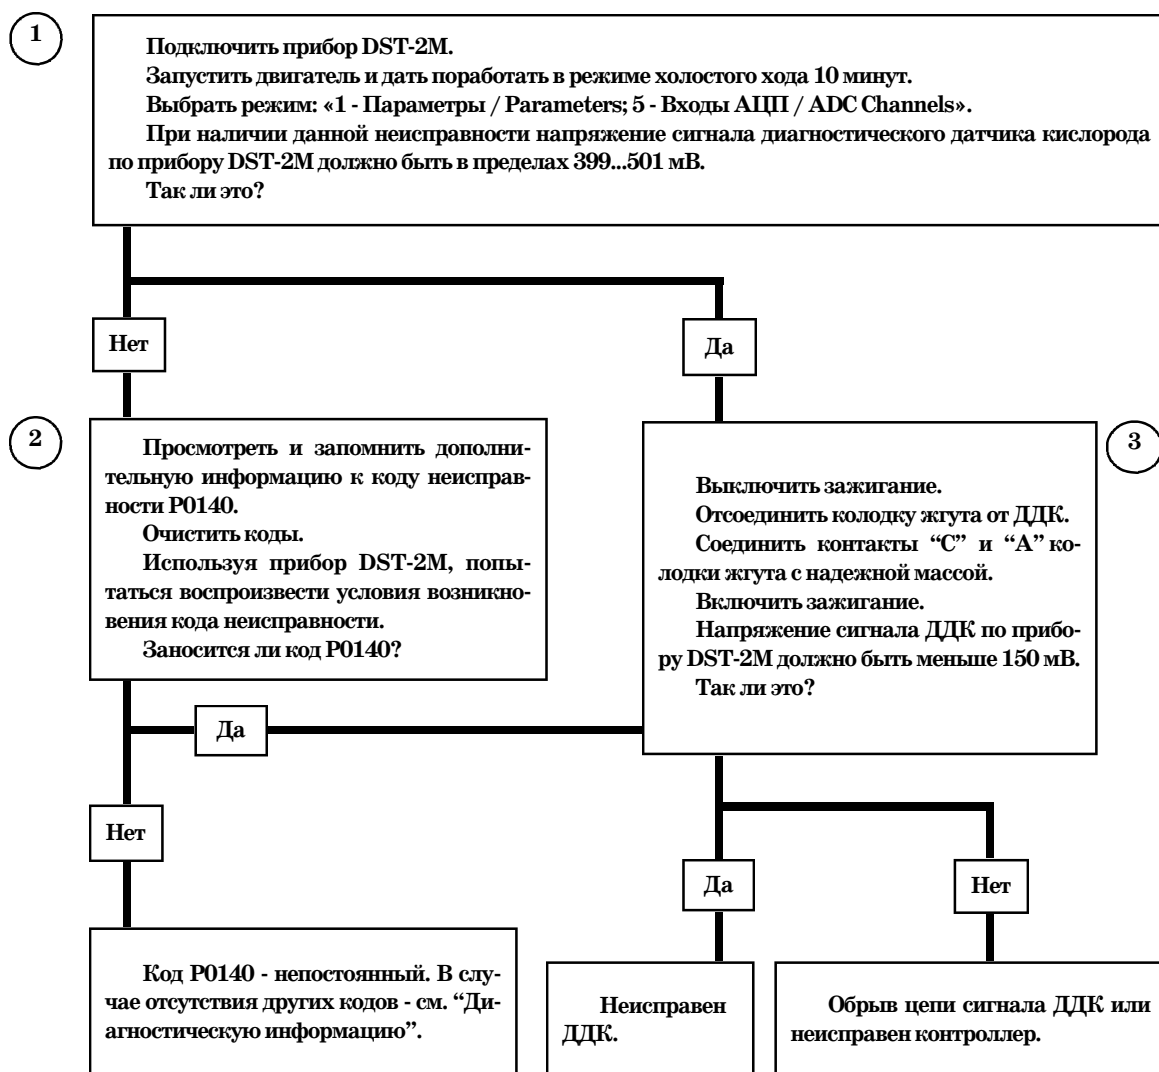 1
Подключить прибор DST-2M.
Запустить двигатель и дать поработать в режиме холостого хода 10 минут.
Выбрать режим: «1 - Параметры / Parameters; 5 - Входы АЦП / ADC Channels».
При наличии данной неисправности напряжение сигнала диагностического датчика кислорода
по прибору DST-2M должно быть в пределах 399...501 мВ.
Так ли это?
Нет
Да
2
Просмотреть и запомнить дополни-
тельную информацию к коду неисправ-
ности Р0140.
Очистить коды.
Используя прибор DST-2M, попы-
таться воспроизвести условия возникно-
вения кода неисправности.
Заносится ли код Р0140?
3
Выключить зажигание.
Отсоединить колодку жгута от ДДК.
Соединить контакты “С” и “А” ко-
лодки жгута с надежной массой.
Включить зажигание.
Напряжение сигнала ДДК по прибо-
ру DST-2M должно быть меньше 150 мВ.
Так ли это?
Да
Нет
Да
Нет
Код Р0140 - непостоянный. В слу-
чае отсутствия других кодов - см. “Ди-
агностическую информацию”.
Неисправен
ДДК.
Обрыв цепи сигнала ДДК или
неисправен контроллер.